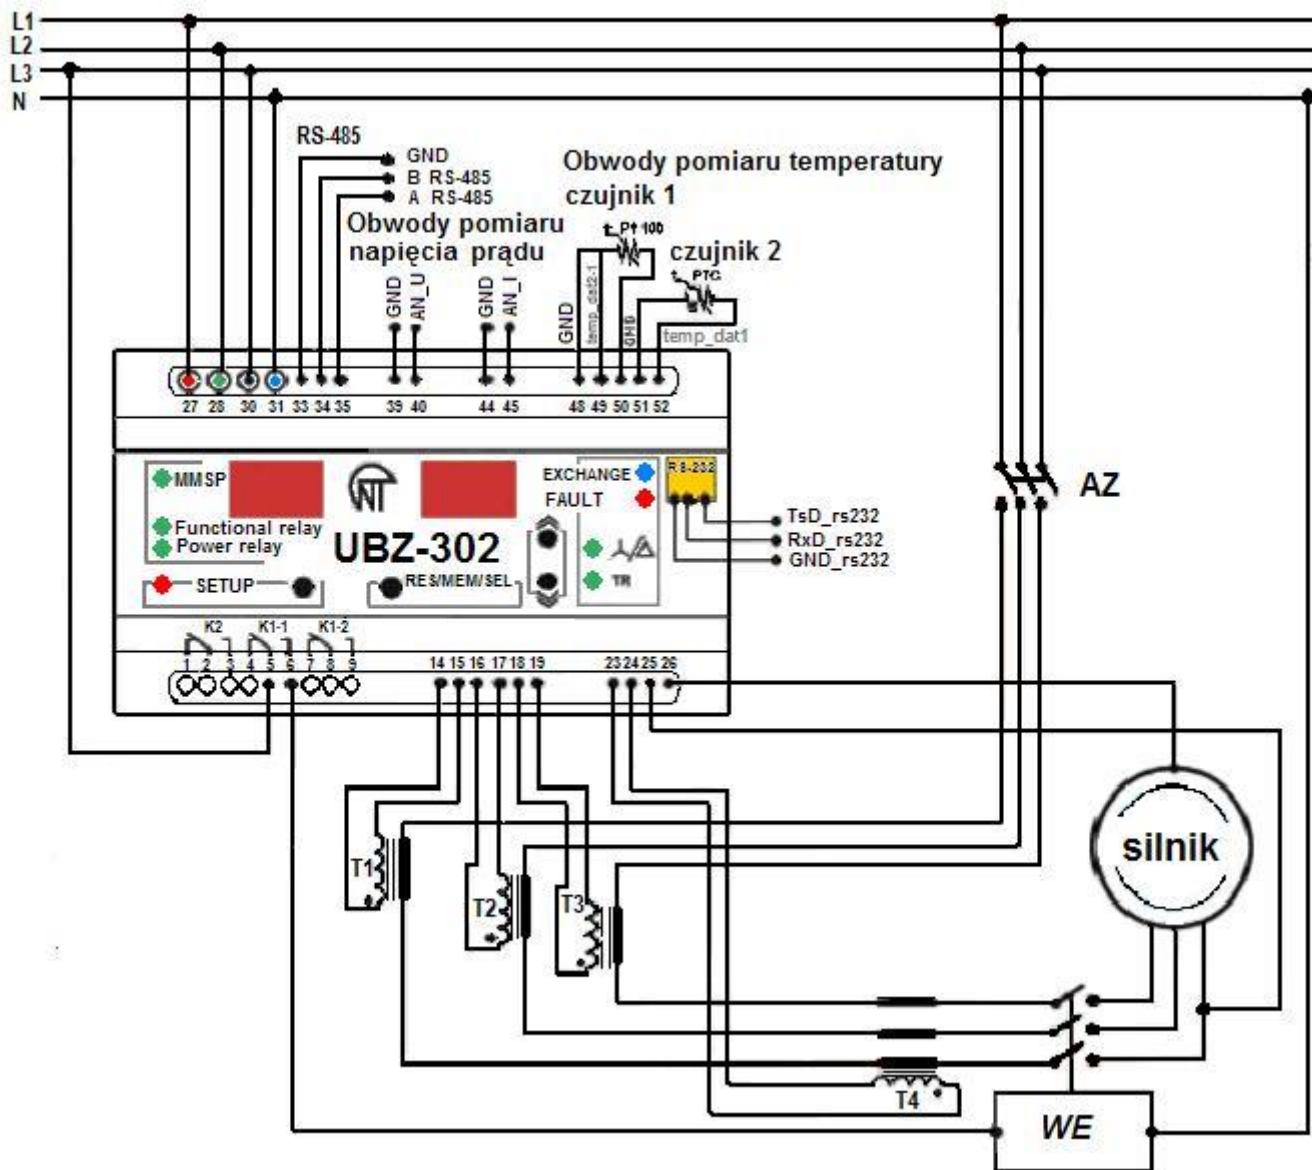 L1
L2
L3
N
RS-485
GND
B RS-485
A RS-485
Obwody pomiaru temperatury
czujnik 1
Obwody pomiaru
napięcia prądu
Pt 100
czujnik 2
t
PTC
GND
AN_U
GND
AN_I
GND
temp_dat2-1
GND
temp_dat1
27 28 30 31 33 34 35 39 40 44 45 48 49 50 51 52
MMSP
NT
EXCHANGE
FAULT
RS-232
Functional relay
Power relay
UBZ-302
TR
SETUP
RES/MEM/SEL
TsD_rs232
RxD_rs232
GND_rs232
AZ
K2 K1-1 K1-2
1 2 3 4 5 6 7 8 9
14 15 16 17 18 19 23 24 25 26
T1
T2
T3
silnik
T4
WE